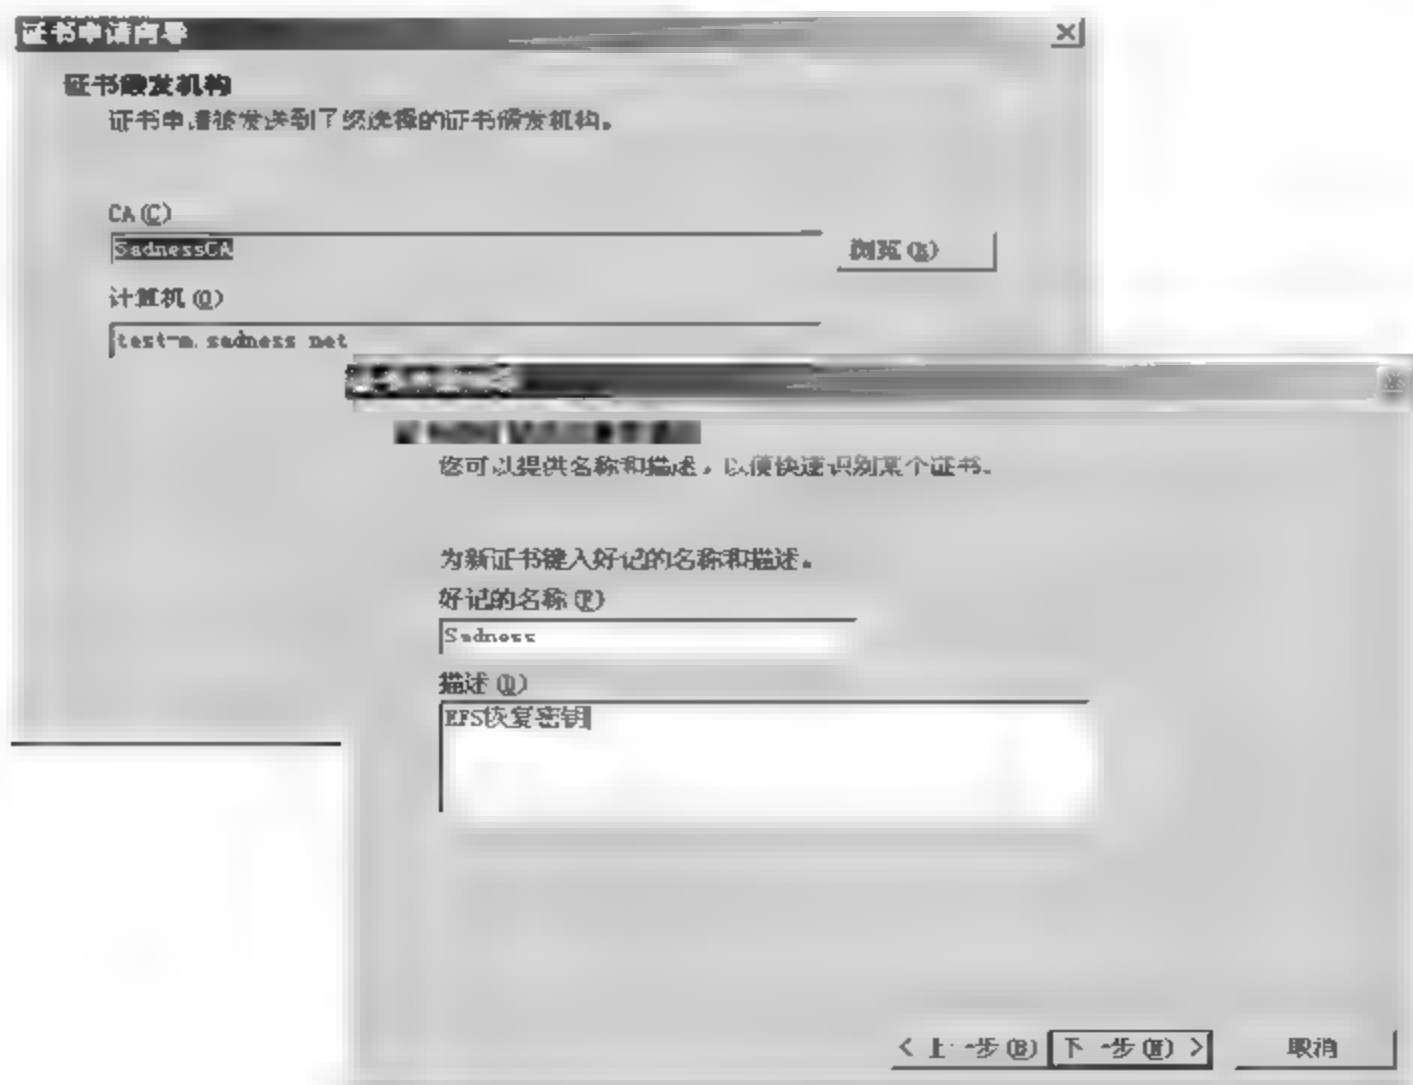 证书申请向导
证书颁发机构
证书申请被发送到了您选择的证书颁发机构。
CA(C)
SadnessCA
浏览(R)
计算机(O)
test-m.sadness.net
您可以提供名称和描述，以便快速识别某个证书。
为新证书键入好记的名称和描述。
好记的名称(F)
Sadness
描述(D)
EFS恢复密钥
< 上一步(B) 下一步(N) > 取消